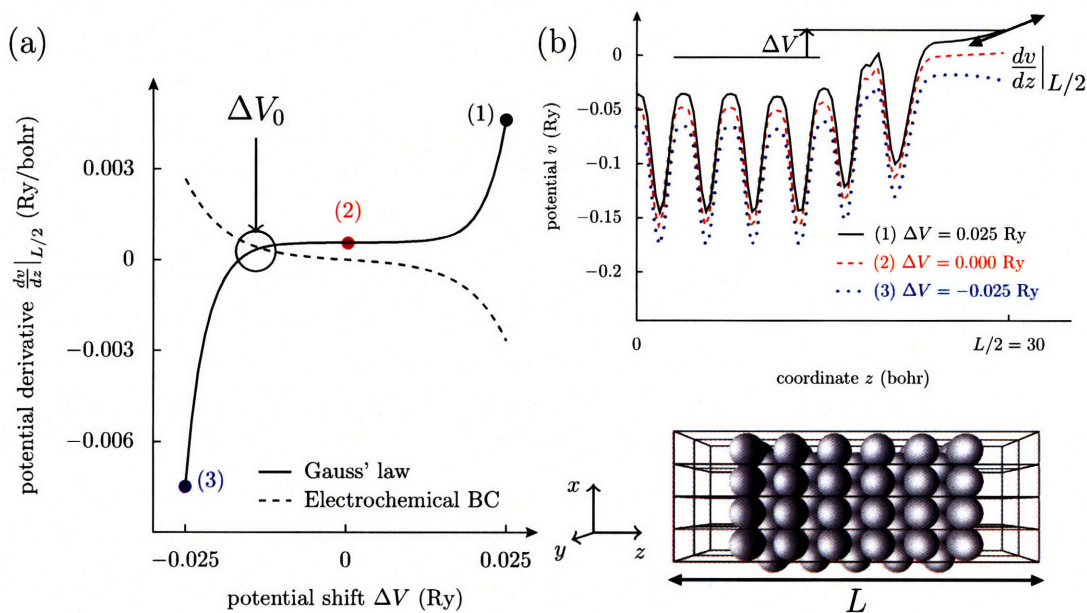 (a)
ΔV₀
(1)
(2)
(3)
0.003
0
−0.003
−0.006
potential derivative dv/dz|L/2 (Ry/bohr)
Gauss' law
Electrochemical BC
−0.025
0
0.025
potential shift ΔV (Ry)
(b)
ΔV
dv/dz|L/2
0
−0.05
−0.1
−0.15
−0.2
potential v (Ry)
(1) ΔV = 0.025 Ry
(2) ΔV = 0.000 Ry
(3) ΔV = −0.025 Ry
0
L/2 = 30
coordinate z (bohr)
x
y
z
L